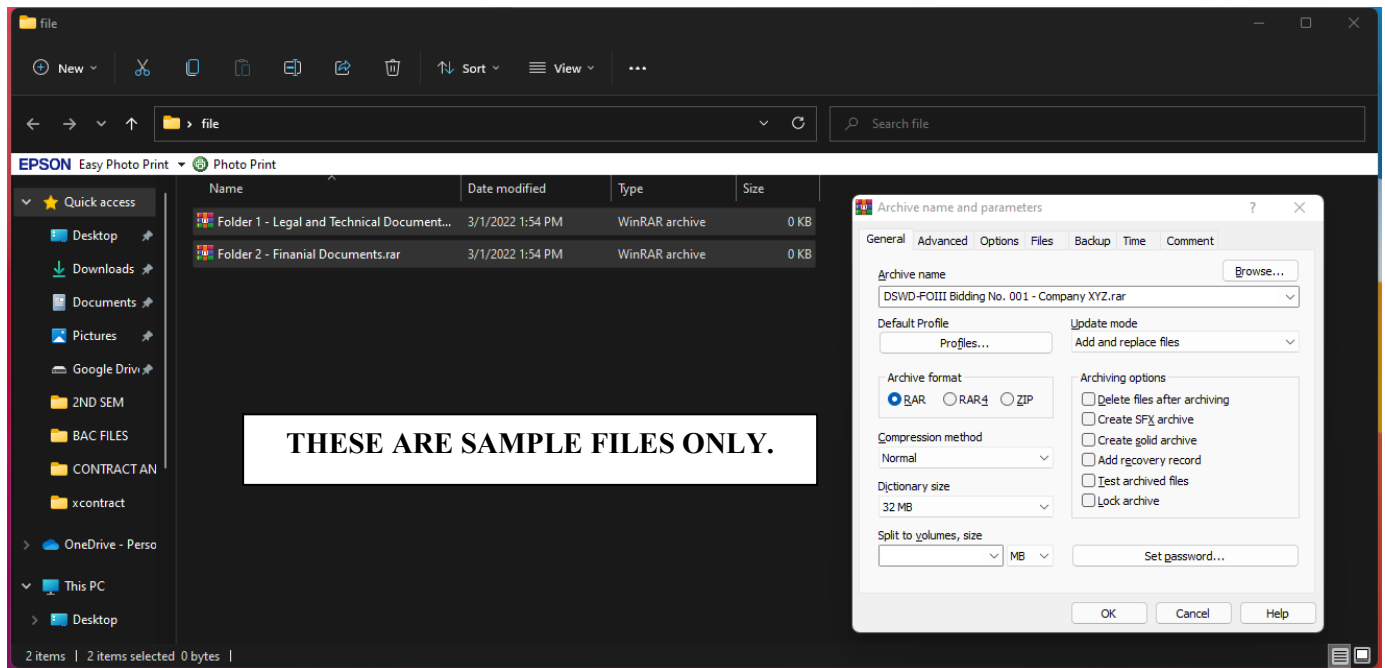 file
New
Sort
View
file
Search file
EPSON Easy Photo Print
Photo Print
Name Date modified Type Size
Quick access
Desktop
Downloads
Documents
Pictures
Google Driv
2ND SEM
BAC FILES
CONTRACT AN
xcontract
OneDrive - Perso
This PC
Desktop
Folder 1 - Legal and Technical Document... 3/1/2022 1:54 PM WinRAR archive 0 KB
Folder 2 - Finanial Documents.rar 3/1/2022 1:54 PM WinRAR archive 0 KB
THESE ARE SAMPLE FILES ONLY.
Archive name and parameters ?
General Advanced Options Files Backup Time Comment
Archive name
Browse...
DSWD-FOIII Bidding No. 001 - Company XYZ.rar
Default Profile
Profiles...
Update mode
Add and replace files
Archive format
RAR RAR4 ZIP
Compression method
Normal
Dictionary size
32 MB
Split to volumes, size
MB
Archiving options
Delete files after archiving
Create SFX archive
Create solid archive
Add recovery record
Test archived files
Lock archive
Set password...
OK Cancel Help
2 items | 2 items selected 0 bytes |